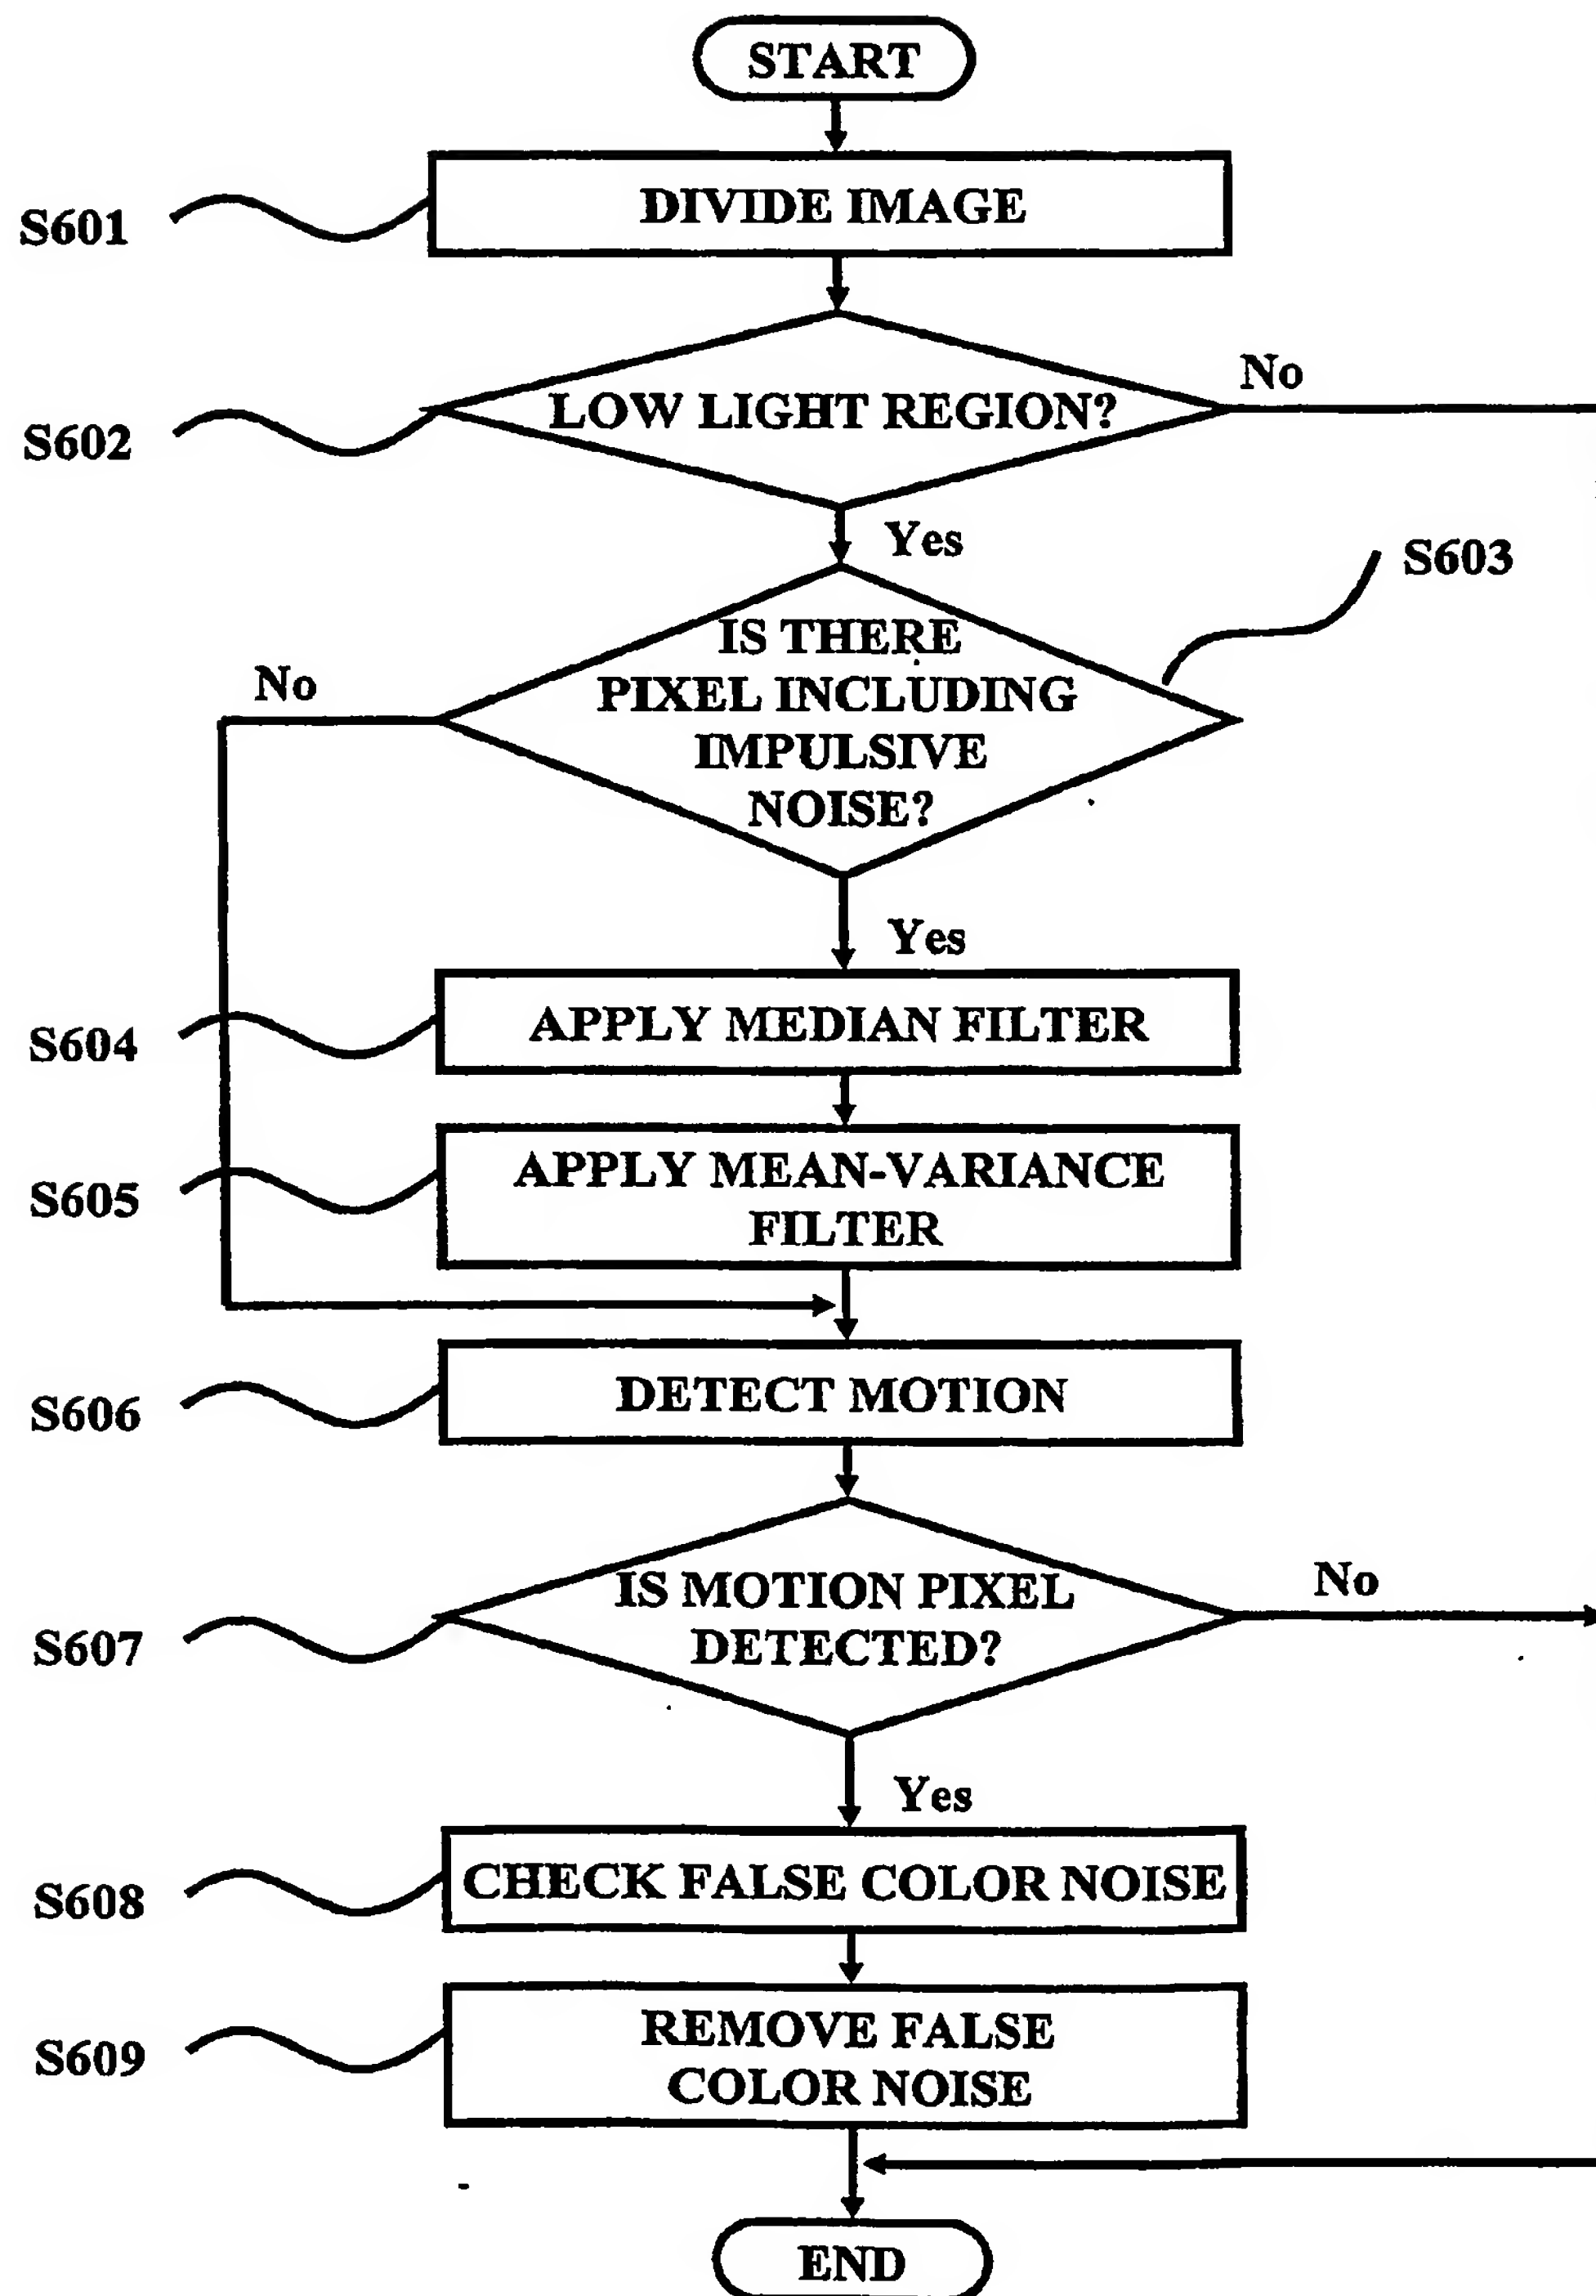 START
S601
DIVIDE IMAGE
S602
LOW LIGHT REGION?
No
Yes
S603
IS THERE
PIXEL INCLUDING
IMPULSIVE
NOISE?
No
Yes
S604
APPLY MEDIAN FILTER
S605
APPLY MEAN-VARIANCE
FILTER
S606
DETECT MOTION
S607
IS MOTION PIXEL
DETECTED?
No
Yes
S608
CHECK FALSE COLOR NOISE
S609
REMOVE FALSE
COLOR NOISE
END